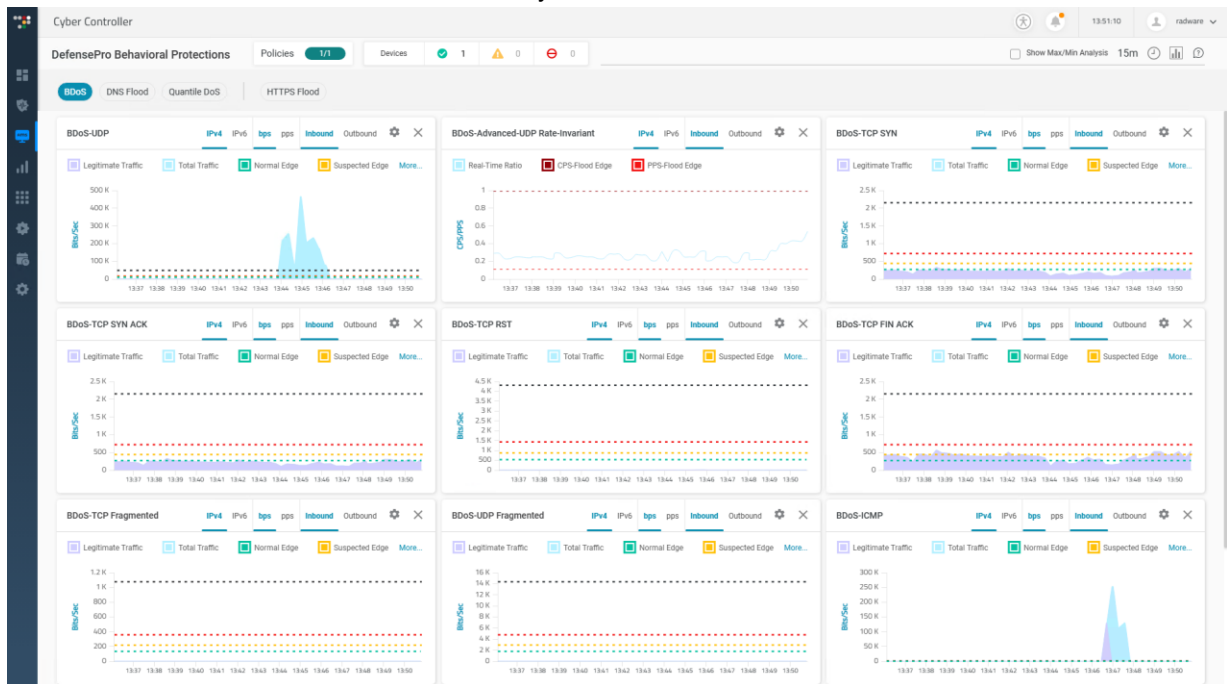 Cyber Controller
13:51:10
radware
DefensePro Behavioral Protections
Policies 1/1
Devices 1 0 0
Show Max/Min Analysis 15m
BDoS DNS Flood Quantile DoS HTTPS Flood
BDoS-UDP IPv4 IPv6 bps pps Inbound Outbound
Legitimate Traffic Total Traffic Normal Edge Suspected Edge More...
Bits/Sec
500 K
400 K
300 K
200 K
100 K
0
13:37 13:38 13:39 13:40 13:41 13:42 13:43 13:44 13:45 13:46 13:47 13:48 13:49 13:50
BDoS-Advanced-UDP Rate-Invariant IPv4 IPv6 Inbound Outbound
Real-Time Ratio CPS-Flood Edge PPS-Flood Edge
CPS/PPS
1
0.8
0.6
0.4
0.2
0
13:37 13:38 13:39 13:40 13:41 13:42 13:43 13:44 13:45 13:46 13:47 13:48 13:49 13:50
BDoS-TCP SYN IPv4 IPv6 bps pps Inbound Outbound
Legitimate Traffic Total Traffic Normal Edge Suspected Edge More...
Bits/Sec
2.5 K
2 K
1.5 K
1 K
500
0
13:37 13:38 13:39 13:40 13:41 13:42 13:43 13:44 13:45 13:46 13:47 13:48 13:49 13:50
BDoS-TCP SYN ACK IPv4 IPv6 bps pps Inbound Outbound
Legitimate Traffic Total Traffic Normal Edge Suspected Edge More...
Bits/Sec
2.5 K
2 K
1.5 K
1 K
500
0
13:37 13:38 13:39 13:40 13:41 13:42 13:43 13:44 13:45 13:46 13:47 13:48 13:49 13:50
BDoS-TCP RST IPv4 IPv6 bps pps Inbound Outbound
Legitimate Traffic Total Traffic Normal Edge Suspected Edge More...
Bits/Sec
4.5 K
4 K
3.5 K
3 K
2.5 K
2 K
1.5 K
1 K
500
0
13:37 13:38 13:39 13:40 13:41 13:42 13:43 13:44 13:45 13:46 13:47 13:48 13:49 13:50
BDoS-TCP FIN ACK IPv4 IPv6 bps pps Inbound Outbound
Legitimate Traffic Total Traffic Normal Edge Suspected Edge More...
Bits/Sec
2.5 K
2 K
1.5 K
1 K
500
0
13:37 13:38 13:39 13:40 13:41 13:42 13:43 13:44 13:45 13:46 13:47 13:48 13:49 13:50
BDoS-TCP Fragmented IPv4 IPv6 bps pps Inbound Outbound
Legitimate Traffic Total Traffic Normal Edge Suspected Edge More...
Bits/Sec
1.2 K
1 K
800
600
400
200
0
13:37 13:38 13:39 13:40 13:41 13:42 13:43 13:44 13:45 13:46 13:47 13:48 13:49 13:50
BDoS-UDP Fragmented IPv4 IPv6 bps pps Inbound Outbound
Legitimate Traffic Total Traffic Normal Edge Suspected Edge More...
Bits/Sec
16 K
14 K
12 K
10 K
8 K
6 K
4 K
2 K
0
13:37 13:38 13:39 13:40 13:41 13:42 13:43 13:44 13:45 13:46 13:47 13:48 13:49 13:50
BDoS-ICMP IPv4 IPv6 bps pps Inbound Outbound
Legitimate Traffic Total Traffic Normal Edge Suspected Edge More...
Bits/Sec
300 K
250 K
200 K
150 K
100 K
50 K
0
13:37 13:38 13:39 13:40 13:41 13:42 13:43 13:44 13:45 13:46 13:47 13:48 13:49 13:50